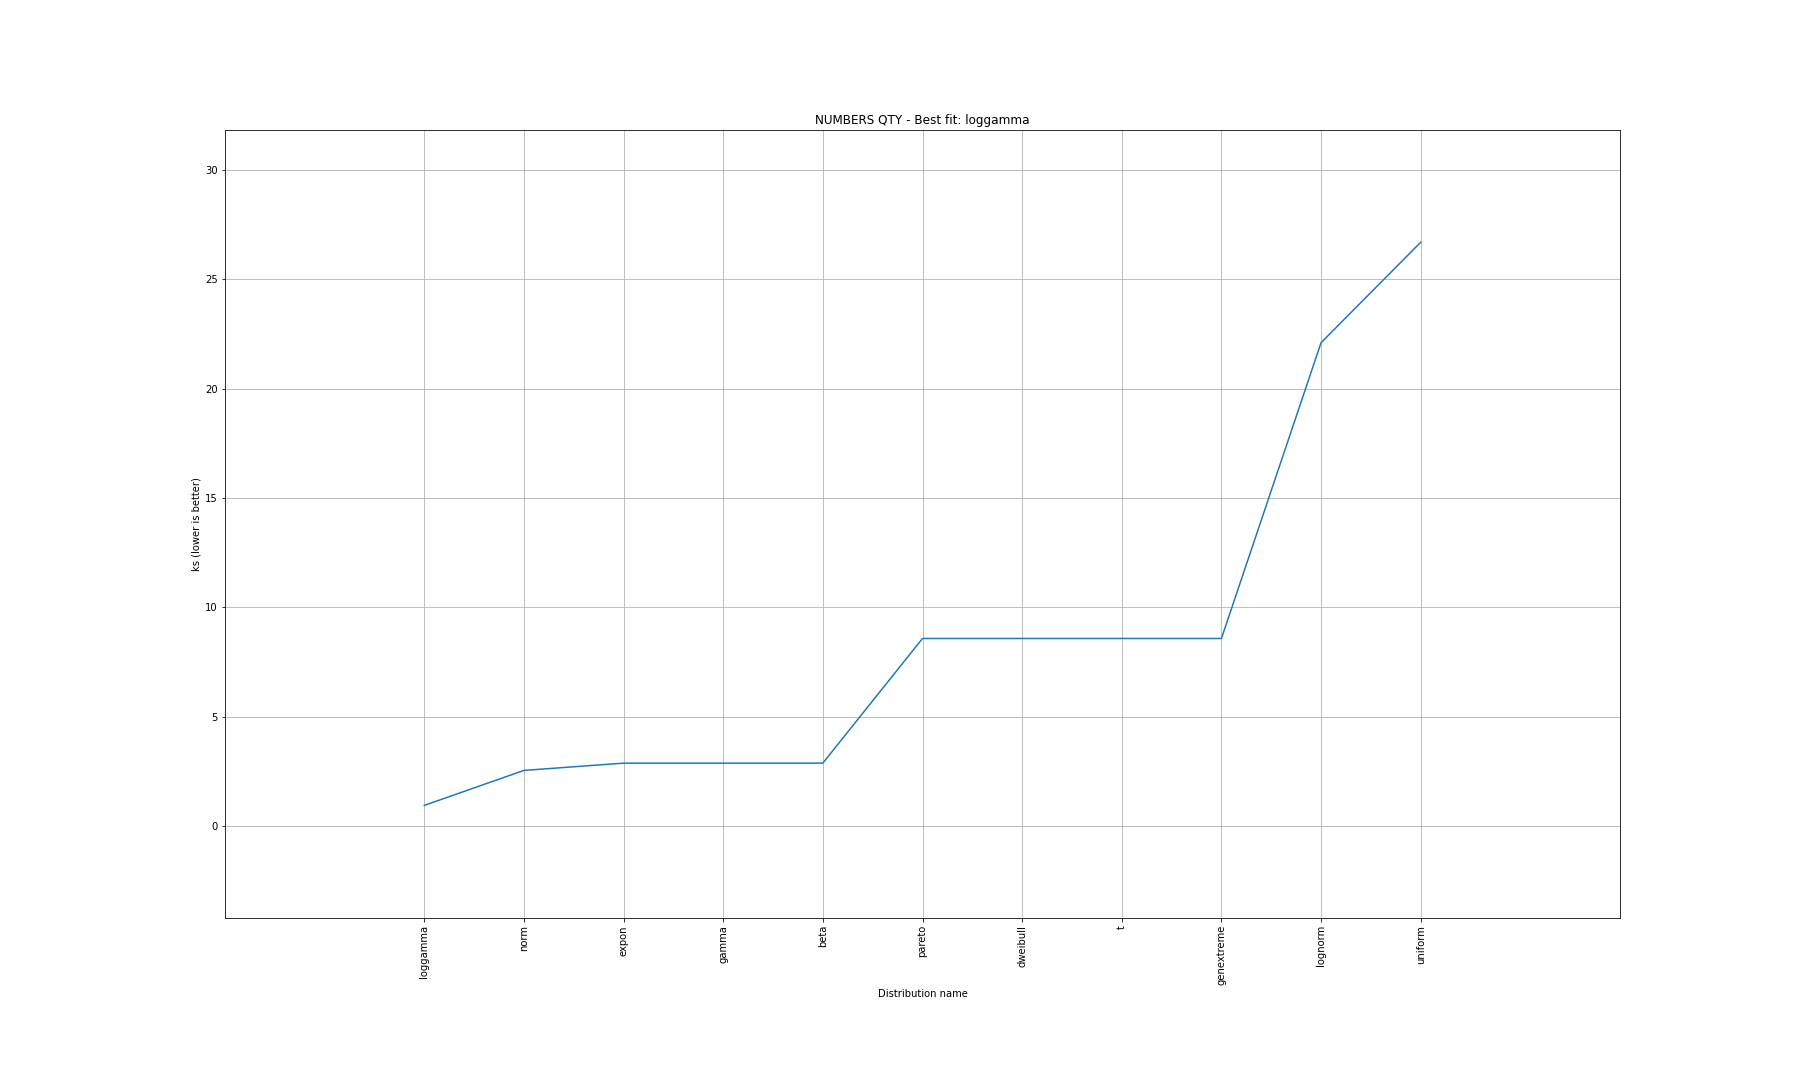 NUMBERS QTY - Best fit: loggamma
ks (lower is better)
30
25
20
15
10
5
0
loggamma
norm
expon
gamma
beta
pareto
dweibull
t
genextreme
lognorm
uniform
Distribution name